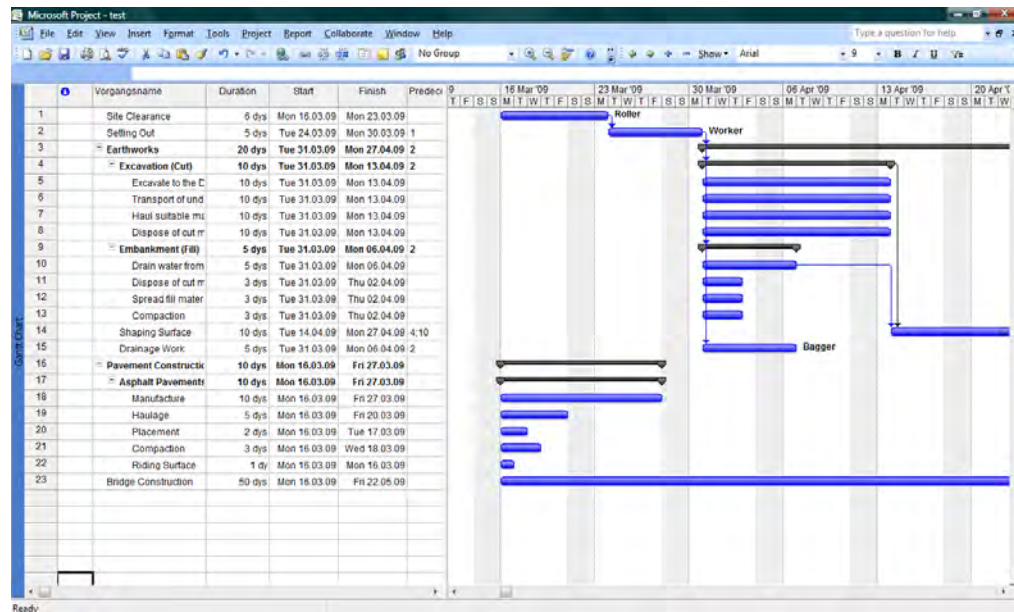 Microsoft Project - test
File Edit View Insert Format Tools Project Report Collaborate Window Help Type a question for help
No Group Show Arial 9 B I U
Vorgangsname Duration Start Finish Predeci 9 16 Mar '09 23 Mar '09 30 Mar '09 06 Apr '09 13 Apr '09 20 Apr '0
T F S S M T W T F S S M T W T F S S M T W T F S S M T W T F S S M T W T F S S M T W
1 Site Clearance 6 dys Mon 16.03.09 Mon 23.03.09 Roller
2 Setting Out 5 dys Tue 24.03.09 Mon 30.03.09 1 Worker
3 Earthworks 20 dys Tue 31.03.09 Mon 27.04.09 2
4 Excavation (Cut) 10 dys Tue 31.03.09 Mon 13.04.09 2
5 Excavate to the D 10 dys Tue 31.03.09 Mon 13.04.09
6 Transport of und 10 dys Tue 31.03.09 Mon 13.04.09
7 Haul suitable ma 10 dys Tue 31.03.09 Mon 13.04.09
8 Dispose of cut m 10 dys Tue 31.03.09 Mon 13.04.09
9 Embankment (Fill) 5 dys Tue 31.03.09 Mon 06.04.09 2
10 Drain water from 5 dys Tue 31.03.09 Mon 06.04.09
11 Dispose of cut m 3 dys Tue 31.03.09 Thu 02.04.09
12 Spread fill mater 3 dys Tue 31.03.09 Thu 02.04.09
13 Compaction 3 dys Tue 31.03.09 Thu 02.04.09
14 Shaping Surface 10 dys Tue 14.04.09 Mon 27.04.09 4;10
15 Drainage Work 5 dys Tue 31.03.09 Mon 06.04.09 2 Bagger
16 Pavement Constructic 10 dys Mon 16.03.09 Fri 27.03.09
17 Asphalt Pavements 10 dys Mon 16.03.09 Fri 27.03.09
18 Manufacture 10 dys Mon 16.03.09 Fri 27.03.09
19 Haulage 5 dys Mon 16.03.09 Fri 20.03.09
20 Placement 2 dys Mon 16.03.09 Tue 17.03.09
21 Compaction 3 dys Mon 16.03.09 Wed 18.03.09
22 Riding Surface 1 dy Mon 16.03.09 Mon 16.03.09
23 Bridge Construction 50 dys Mon 16.03.09 Fri 22.05.09
Gantt Chart
Ready